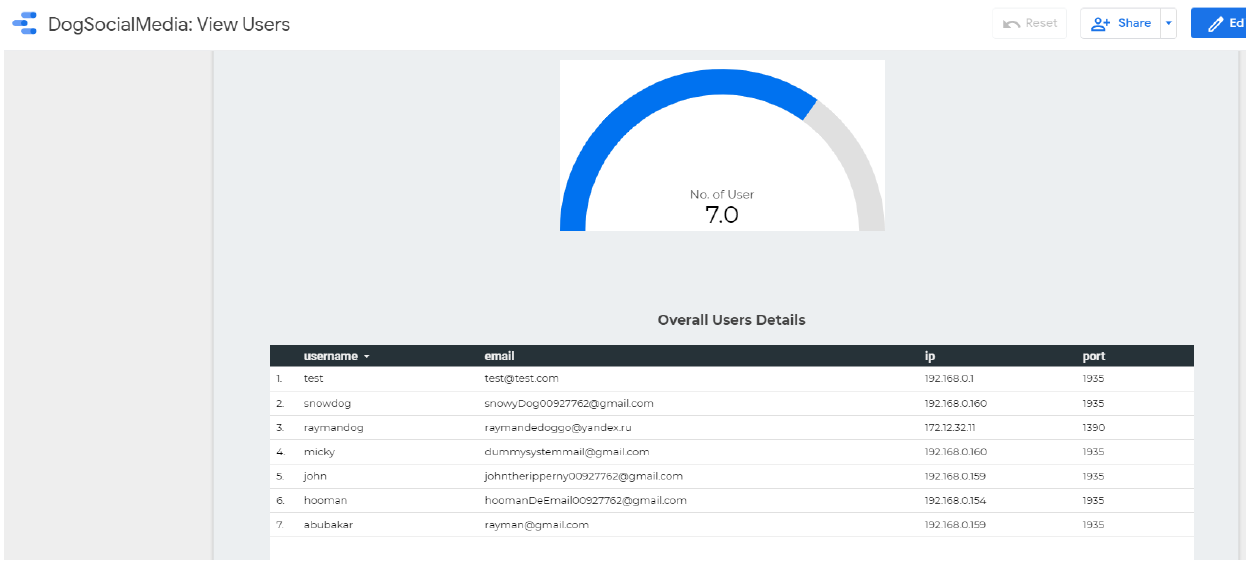 DogSocialMedia: View Users
Reset
Share
Ed
No. of User
7.0
Overall Users Details
username email ip port
1. test test@test.com 192.168.0.1 1935
2. snowdog snowyDog00927762@gmail.com 192.168.0.160 1935
3. raymandog raymandedoggo@yandex.ru 172.12.32.11 1390
4. micky dummysystemmail@gmail.com 192.168.0.160 1935
5. john johntheripperny00927762@gmail.com 192.168.0.159 1935
6. hooman hoomanDeEmail00927762@gmail.com 192.168.0.154 1935
7. abubakar rayman@gmail.com 192.168.0.159 1935